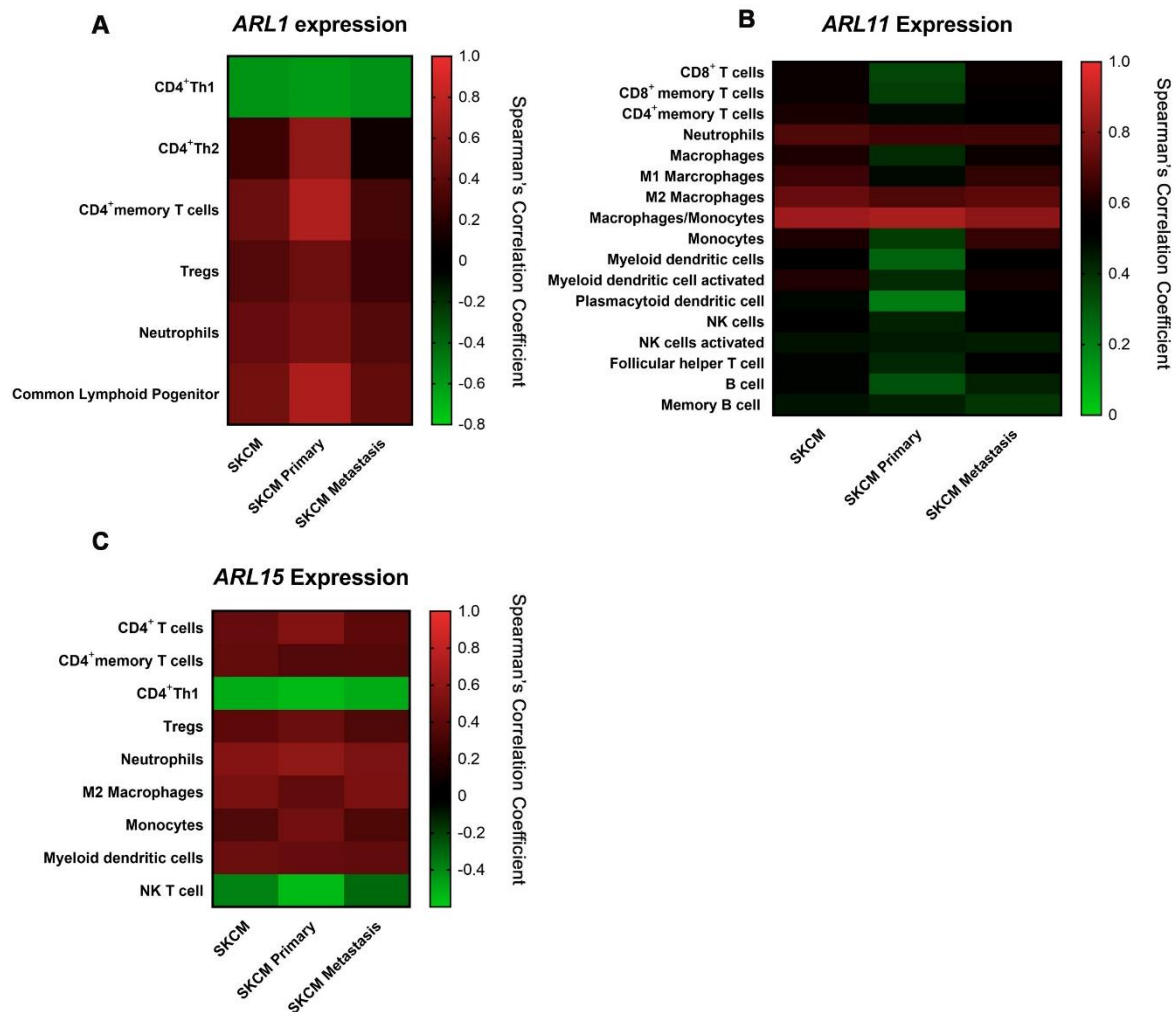 A
ARL1 expression
CD4+Th1
CD4+Th2
CD4+memory T cells
Tregs
Neutrophils
Common Lymphoid Pogenitor
SKCM
SKCM Primary
SKCM Metastasis
1.0
0.8
0.6
0.4
0.2
0
-0.2
-0.4
-0.6
-0.8
Spearman's Correlation Coefficient
B
ARL11 Expression
CD8+ T cells
CD8+ memory T cells
CD4+memory T cells
Neutrophils
Macrophages
M1 Marcrophages
M2 Macrophages
Macrophages/Monocytes
Monocytes
Myeloid dendritic cells
Myeloid dendritic cell activated
Plasmacytoid dendritic cell
NK cells
NK cells activated
Follicular helper T cell
B cell
Memory B cell
SKCM
SKCM Primary
SKCM Metastasis
1.0
0.8
0.6
0.4
0.2
0
Spearman's Correlation Coefficient
C
ARL15 Expression
CD4+ T cells
CD4+memory T cells
CD4+Th1
Tregs
Neutrophils
M2 Macrophages
Monocytes
Myeloid dendritic cells
NK T cell
SKCM
SKCM Primary
SKCM Metastasis
1.0
0.8
0.6
0.4
0.2
0
-0.2
-0.4
Spearman's Correlation Coefficient